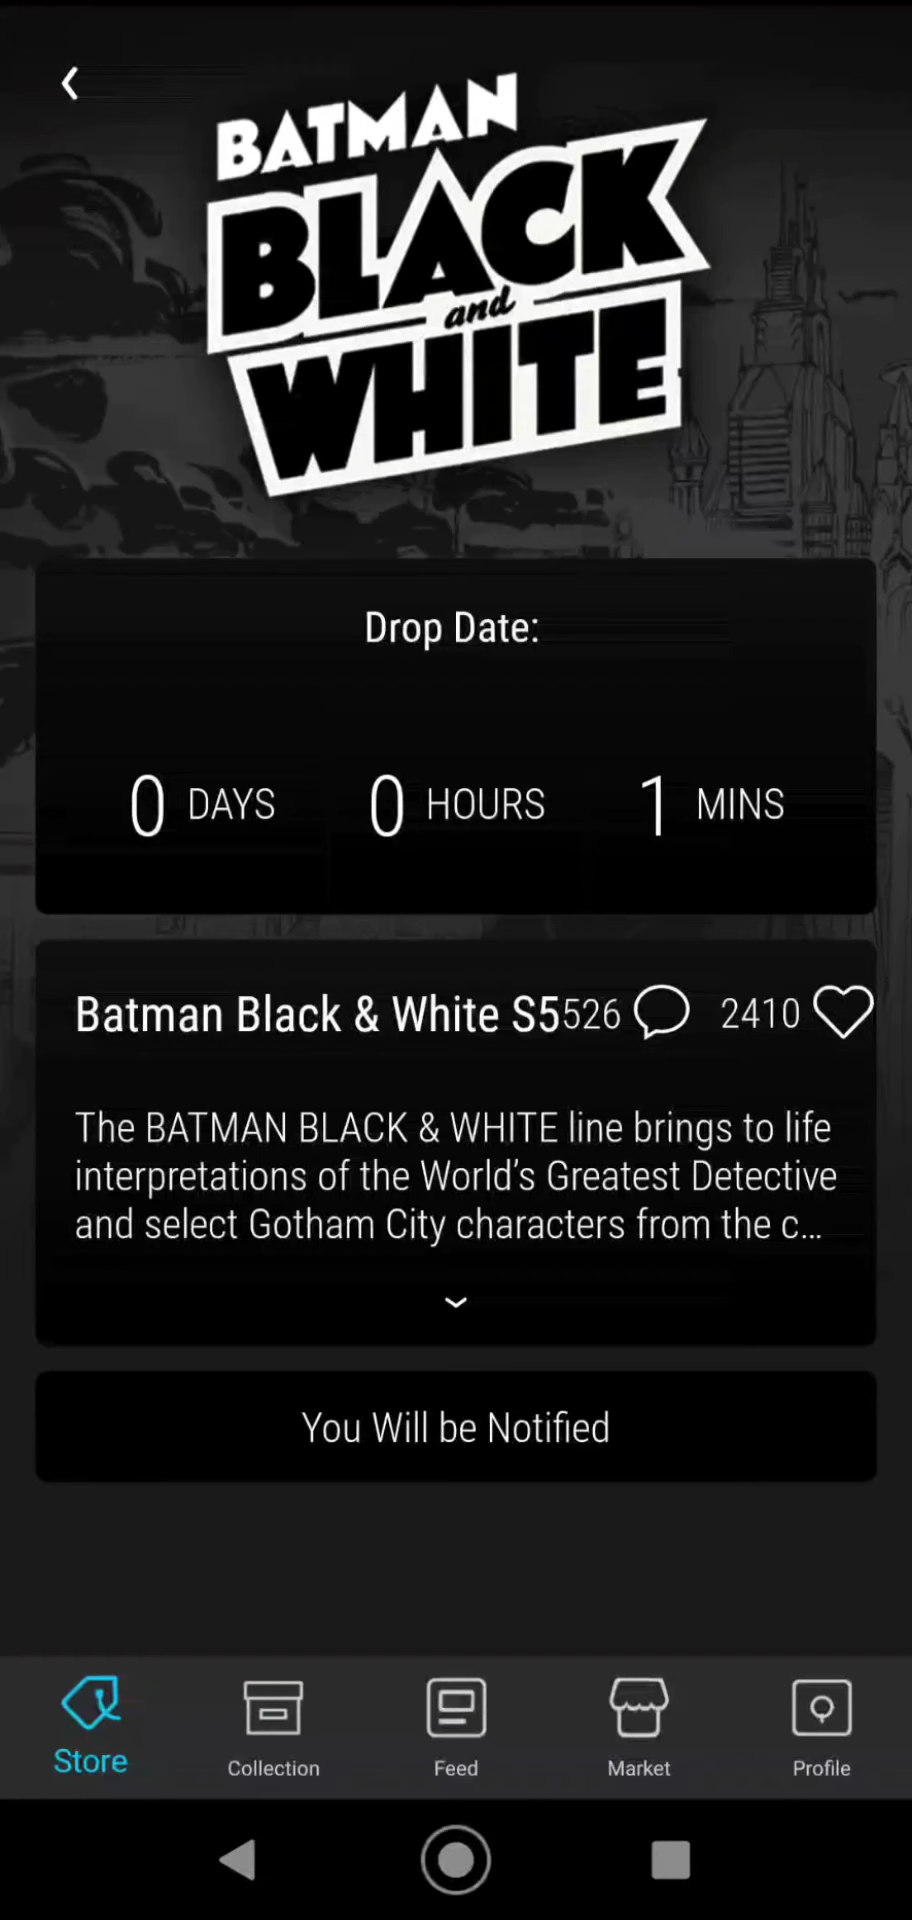 BATMAN
BLACK
and
WHITE
Drop Date:
0 DAYS 0 HOURS 1 MINS
Batman Black & White S5 526 2410
The BATMAN BLACK & WHITE line brings to life
interpretations of the World’s Greatest Detective
and select Gotham City characters from the c...
You Will be Notified
Store Collection Feed Market Profile